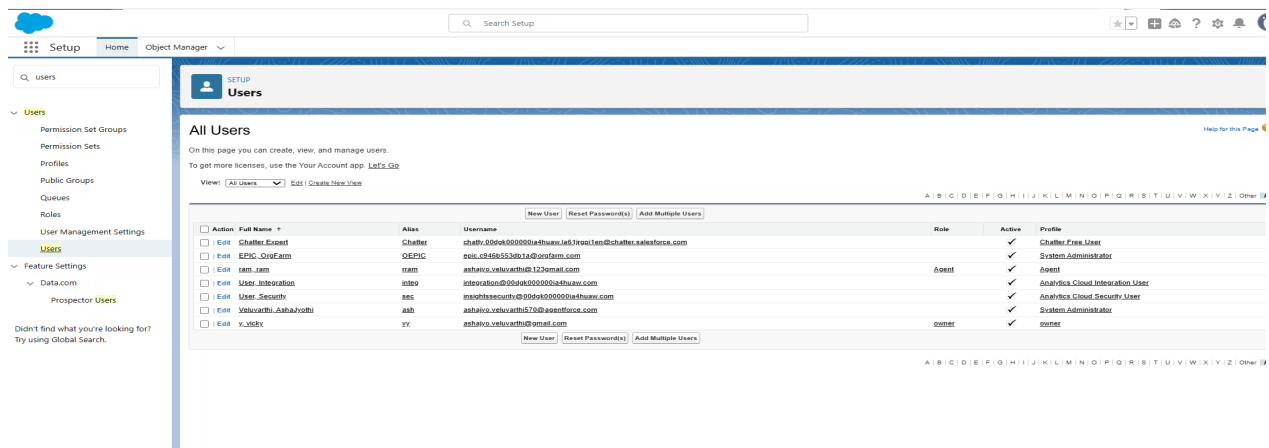 Search Setup
Setup Home Object Manager
users
SETUP
Users
Users
Permission Set Groups
Permission Sets
Profiles
Public Groups
Queues
Roles
User Management Settings
Users
Feature Settings
Data.com
Prospector Users
Didn't find what you're looking for?
Try using Global Search.
All Users
Help for this Page
On this page you can create, view, and manage users.
To get more licenses, use the Your Account app. Let's Go
View: All Users Edit | Create New View
A | B | C | D | E | F | G | H | I | J | K | L | M | N | O | P | Q | R | S | T | U | V | W | X | Y | Z | Other
New User Reset Password(s) Add Multiple Users
Action Full Name ↑ Alias Username Role Active Profile
| Edit Chatter Expert Chatter chatty.00dgk000000ia4huaw.la61jrgpi1en@chatter.salesforce.com ✓ Chatter Free User
| Edit EPIC, OrgFarm OEPIC epic.c946b553db1a@orgfarm.com ✓ System Administrator
| Edit ram, ram rram ashajyo.veluvarthi@123gmail.com Agent ✓ Agent
| Edit User, Integration integ integration@00dgk000000ia4huaw.com ✓ Analytics Cloud Integration User
| Edit User, Security sec insightssecurity@00dgk000000ia4huaw.com ✓ Analytics Cloud Security User
| Edit Veluvarthi, AshaJyothi ash ashajyo.veluvarthi570@agentforce.com ✓ System Administrator
| Edit y, vicky vy ashajyo.veluvarthi@gmail.com owner ✓ owner
New User Reset Password(s) Add Multiple Users
A | B | C | D | E | F | G | H | I | J | K | L | M | N | O | P | Q | R | S | T | U | V | W | X | Y | Z | Other